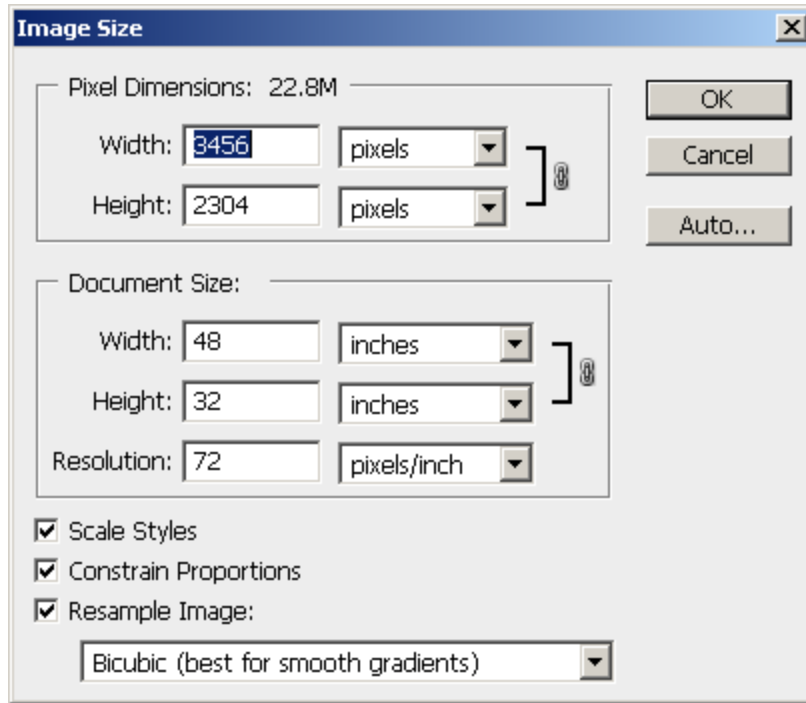 Image Size
Pixel Dimensions: 22.8M
OK
Width: 3456 pixels
Cancel
Height: 2304 pixels
Auto...
Document Size:
Width: 48 inches
Height: 32 inches
Resolution: 72 pixels/inch
Scale Styles
Constrain Proportions
Resample Image:
Bicubic (best for smooth gradients)